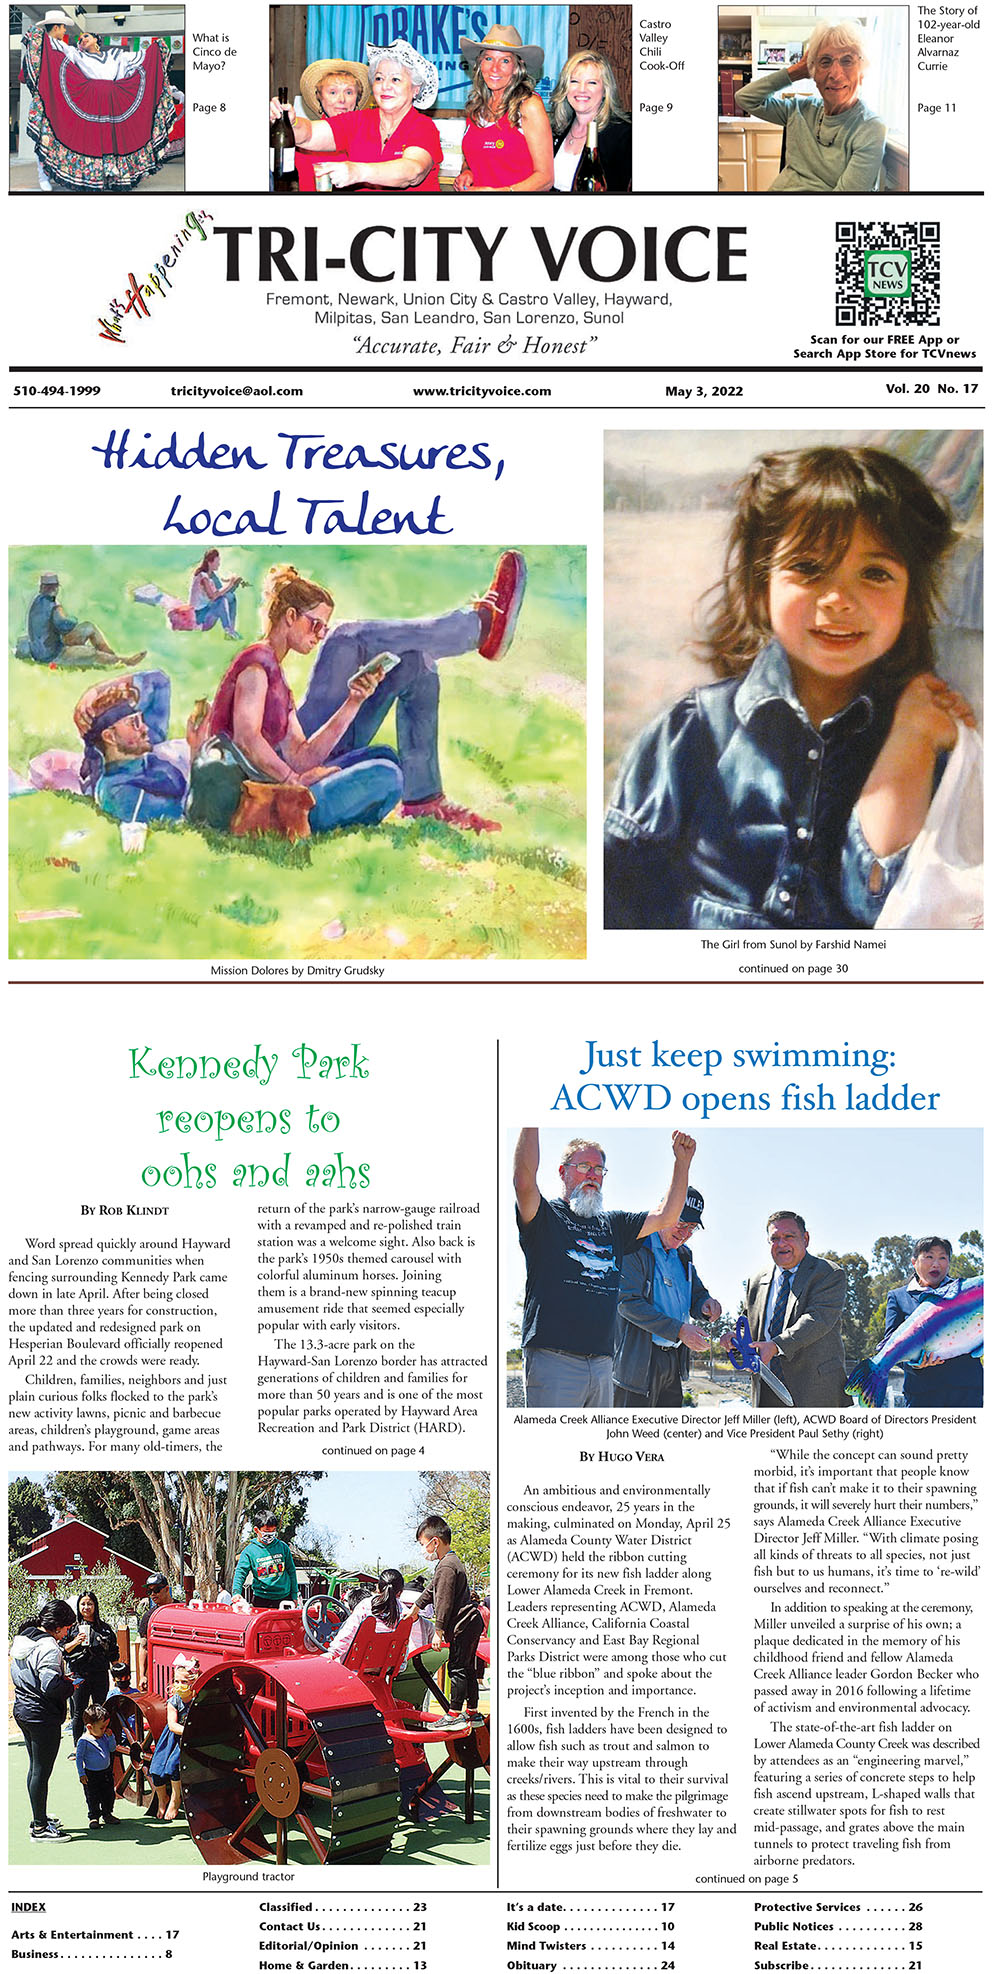 What is
Cinco de
Mayo?
Page 8
DRAKE'S
Castro
Valley
Chili
Cook-Off
Page 9
The Story of
102-year-old
Eleanor
Alvarnaz
Currie
Page 11
What's Happening's
TRI-CITY VOICE
Fremont, Newark, Union City & Castro Valley, Hayward,
Milpitas, San Leandro, San Lorenzo, Sunol
“Accurate, Fair & Honest”
TCV
NEWS
Scan for our FREE App or
Search App Store for TCVnews
510-494-1999 tricityvoice@aol.com www.tricityvoice.com May 3, 2022 Vol. 20 No. 17
Hidden Treasures,
Local Talent
Mission Dolores by Dmitry Grudsky
The Girl from Sunol by Farshid Namei
continued on page 30
Kennedy Park
reopens to
oohs and aahs
By Rob Klindt
Word spread quickly around Hayward
and San Lorenzo communities when
fencing surrounding Kennedy Park came
down in late April. After being closed
more than three years for construction,
the updated and redesigned park on
Hesperian Boulevard officially reopened
April 22 and the crowds were ready.
Children, families, neighbors and just
plain curious folks flocked to the park's
new activity lawns, picnic and barbecue
areas, children's playground, game areas
and pathways. For many old-timers, the
return of the park's narrow-gauge railroad
with a revamped and re-polished train
station was a welcome sight. Also back is
the park's 1950s themed carousel with
colorful aluminum horses. Joining
them is a brand-new spinning teacup
amusement ride that seemed especially
popular with early visitors.
The 13.3-acre park on the
Hayward-San Lorenzo border has attracted
generations of children and families for
more than 50 years and is one of the most
popular parks operated by Hayward Area
Recreation and Park District (HARD).
continued on page 4
Playground tractor
Just keep swimming:
ACWD opens fish ladder
NILES
Alameda Creek Alliance Executive Director Jeff Miller (left), ACWD Board of Directors President
John Weed (center) and Vice President Paul Sethy (right)
By Hugo Vera
An ambitious and environmentally
conscious endeavor, 25 years in the
making, culminated on Monday, April 25
as Alameda County Water District
(ACWD) held the ribbon cutting
ceremony for its new fish ladder along
Lower Alameda Creek in Fremont.
Leaders representing ACWD, Alameda
Creek Alliance, California Coastal
Conservancy and East Bay Regional
Parks District were among those who cut
the “blue ribbon” and spoke about the
project's inception and importance.
First invented by the French in the
1600s, fish ladders have been designed to
allow fish such as trout and salmon to
make their way upstream through
creeks/rivers. This is vital to their survival
as these species need to make the pilgrimage
from downstream bodies of freshwater to
their spawning grounds where they lay and
fertilize eggs just before they die.
“While the concept can sound pretty
morbid, it's important that people know
that if fish can't make it to their spawning
grounds, it will severely hurt their numbers,”
says Alameda Creek Alliance Executive
Director Jeff Miller. “With climate posing
all kinds of threats to all species, not just
fish but to us humans, it's time to ‘re-wild’
ourselves and reconnect.”
In addition to speaking at the ceremony,
Miller unveiled a surprise of his own; a
plaque dedicated in the memory of his
childhood friend and fellow Alameda
Creek Alliance leader Gordon Becker who
passed away in 2016 following a lifetime
of activism and environmental advocacy.
The state-of-the-art fish ladder on
Lower Alameda County Creek was described
by attendees as an “engineering marvel,”
featuring a series of concrete steps to help
fish ascend upstream, L-shaped walls that
create stillwater spots for fish to rest
mid-passage, and grates above the main
tunnels to protect traveling fish from
airborne predators.
continued on page 5
INDEX
Arts & Entertainment . . . . 17
Business . . . . . . . . . . . . . . . 8
Classified . . . . . . . . . . . . . . 23
Contact Us . . . . . . . . . . . . . 21
Editorial/Opinion . . . . . . . 21
Home & Garden . . . . . . . . . 13
It's a date. . . . . . . . . . . . . . 17
Kid Scoop . . . . . . . . . . . . . . 10
Mind Twisters . . . . . . . . . . 14
Obituary . . . . . . . . . . . . . . 24
Protective Services . . . . . . 26
Public Notices . . . . . . . . . . 28
Real Estate. . . . . . . . . . . . . 15
Subscribe . . . . . . . . . . . . . . 21